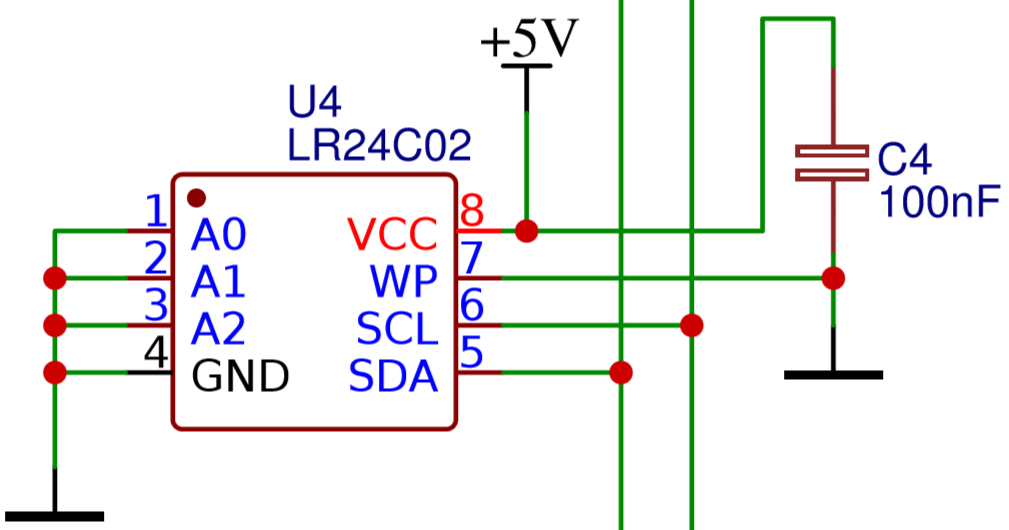 +5V
U4
LR24C02
C4
100nF
1 A0 VCC 8
2 A1 WP 7
3 A2 SCL 6
4 GND SDA 5